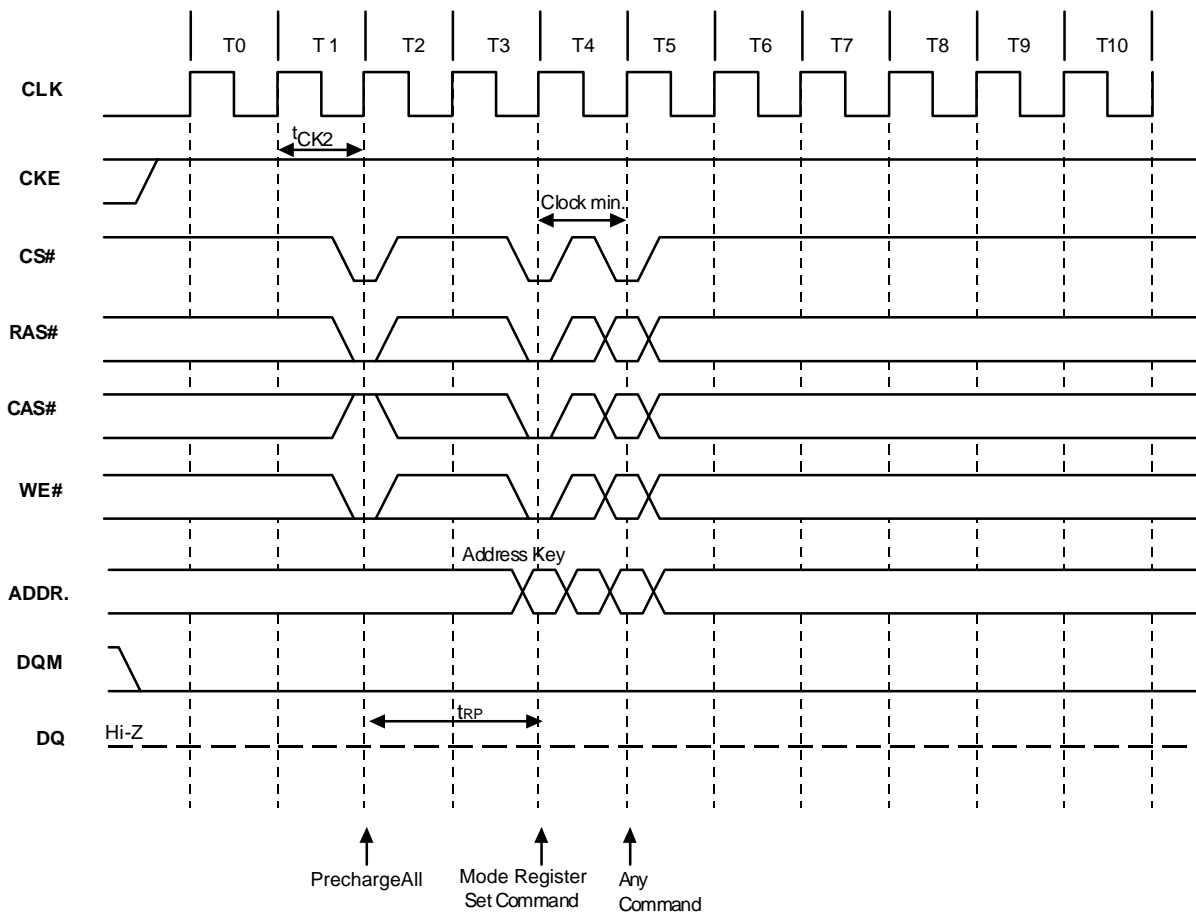 T0 T 1 T2 T3 T4 T5 T6 T7 T8 T9 T10
CLK
tCK2
CKE
Clock min.
CS#
RAS#
CAS#
WE#
Address Key
ADDR.
DQM
tRP
DQ
Hi-Z
PrechargeAll
Mode Register
Set Command
Any
Command